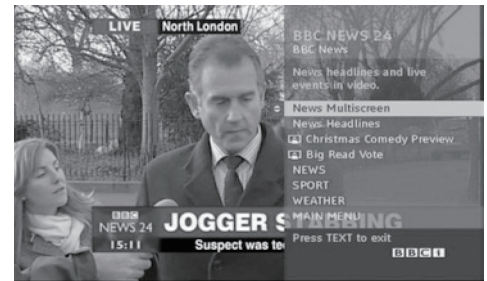 LIVE North London
BBC NEWS 24
BBC News
News headlines and live
events in video.
News Multiscreen
News Headlines
Christmas Comedy Preview
Big Read Vote
NEWS
SPORT
WEATHER
MAIN MENU
Press TEXT to exit
BBCi
BBC
NEWS 24
15:11
JOGGER STABBING
Suspect was